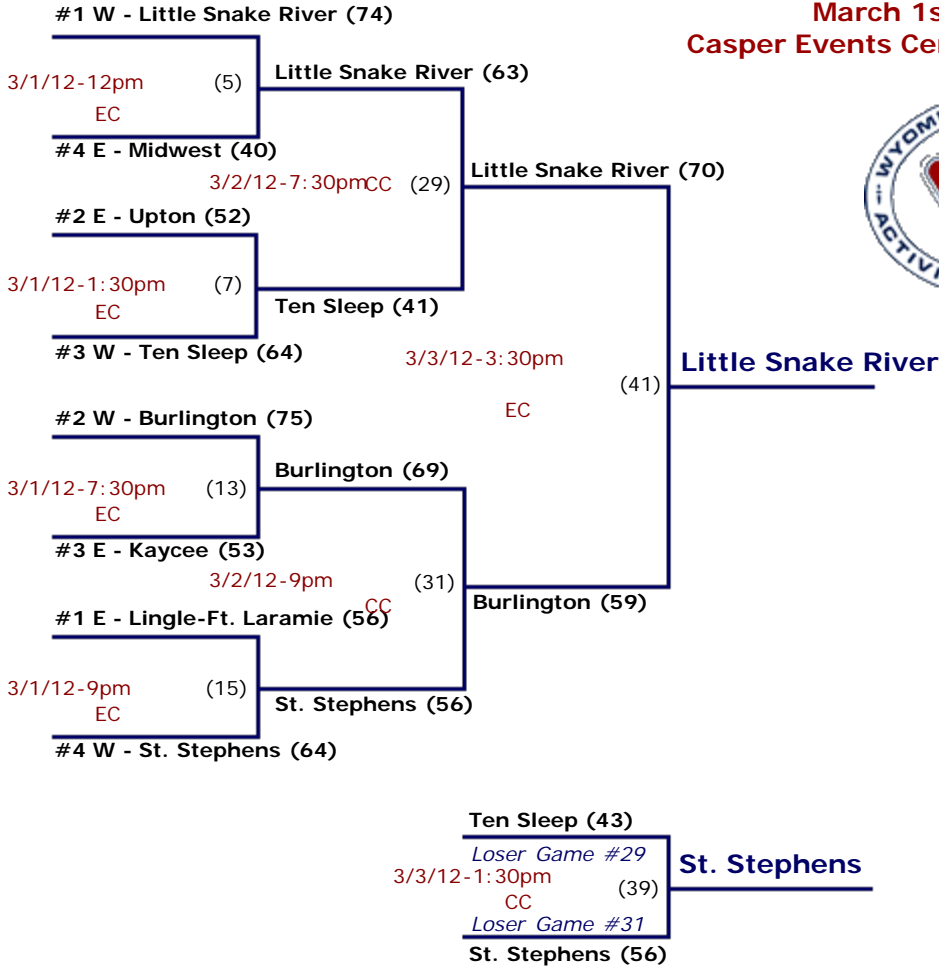 #1 W - Little Snake River (74)
March 1s
Casper Events Cer
3/1/12-12pm
(5)
Little Snake River (63)
EC
#4 E - Midwest (40)
3/2/12-7:30pm
CC
(29)
Little Snake River (70)
#2 E - Upton (52)
3/1/12-1:30pm
(7)
EC
Ten Sleep (41)
#3 W - Ten Sleep (64)
3/3/12-3:30pm
(41)
Little Snake River
EC
#2 W - Burlington (75)
Burlington (69)
3/1/12-7:30pm
(13)
EC
#3 E - Kaycee (53)
3/2/12-9pm
(31)
CC
Burlington (59)
#1 E - Lingle-Ft. Laramie (56)
3/1/12-9pm
(15)
EC
St. Stephens (56)
#4 W - St. Stephens (64)
Ten Sleep (43)
Loser Game #29
3/3/12-1:30pm
(39)
St. Stephens
CC
Loser Game #31
St. Stephens (56)
WYOM
ACTIVI